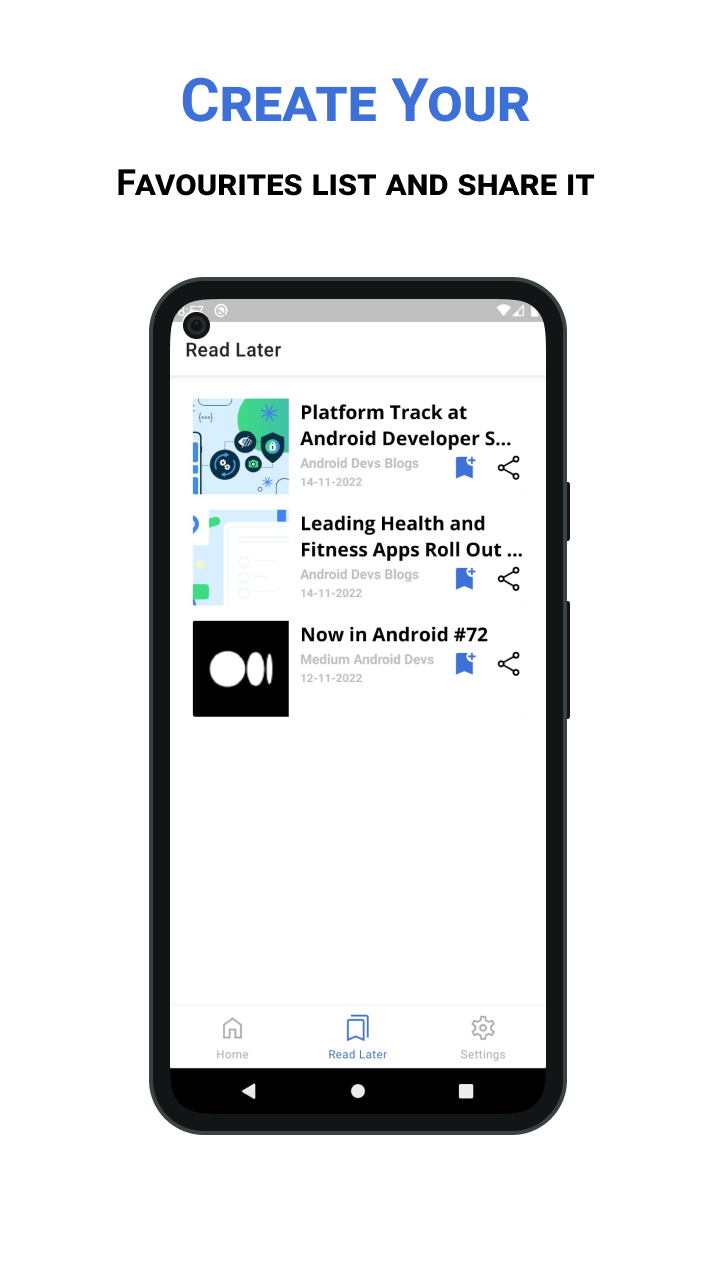 Create Your
Favourites list and share it
Read Later
Platform Track at
Android Developer S...
Android Devs Blogs
14-11-2022
Leading Health and
Fitness Apps Roll Out ...
Android Devs Blogs
14-11-2022
Now in Android #72
Medium Android Devs
12-11-2022
Home
Read Later
Settings